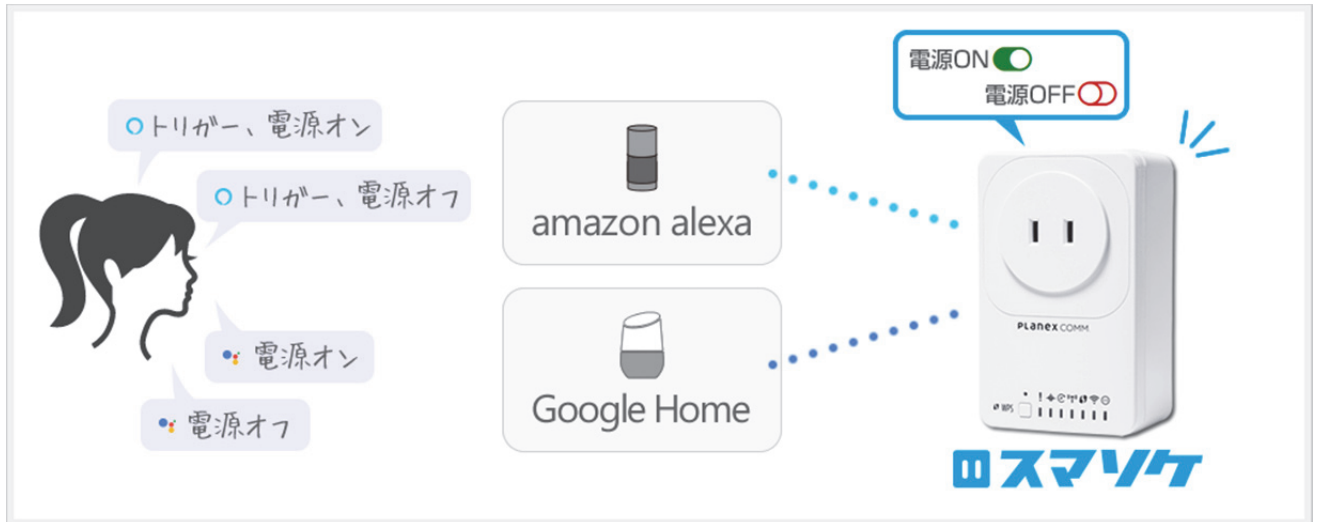 トリガー、電源オン
トリガー、電源オフ
電源オン
電源オフ
amazon alexa
Google Home
電源ON
電源OFF
PLANEX COMM
WPS
スマソケ